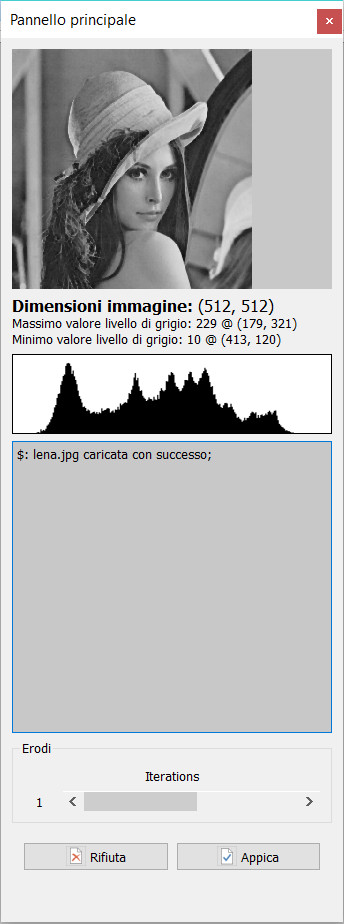 Pannello principale
Dimensioni immagine: (512, 512)
Massimo valore livello di grigio: 229 @ (179, 321)
Minimo valore livello di grigio: 10 @ (413, 120)
$: lena.jpg caricata con successo;
Erodi
Iterations
1
Rifiuta
Appica